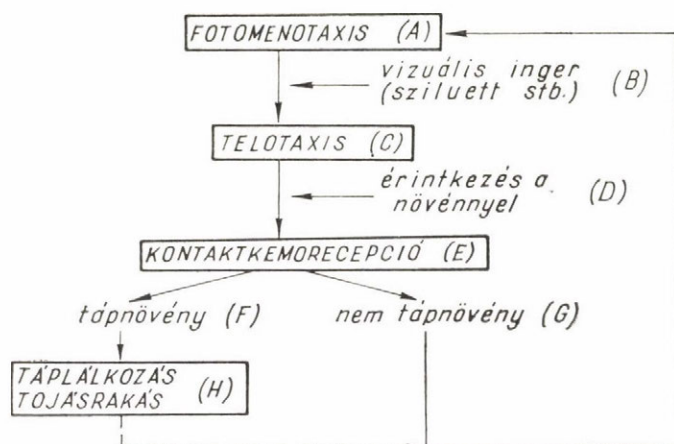 FOTOMENOTAXIS (A)
vizuális inger
(sziluett stb.) (B)
TELOTAXIS (C)
érintkezés a
növénnyel (D)
KONTAKTKEMORECEPCIÓ (E)
tápnövény (F)
nem tápnövény (G)
TÁPLÁLKOZÁS
TOJÁSRAKÁS (H)